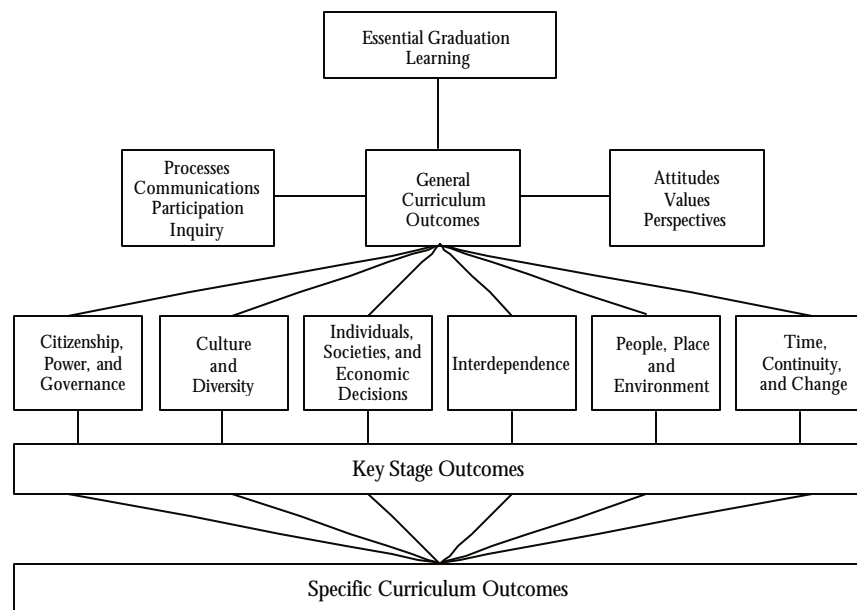 Essential Graduation
Learning
Processes
Communications
Participation
Inquiry
General
Curriculum
Outcomes
Attitudes
Values
Perspectives
Citizenship,
Power, and
Governance
Culture
and
Diversity
Individuals,
Societies, and
Economic
Decisions
Interdependence
People, Place
and
Environment
Time,
Continuity,
and Change
Key Stage Outcomes
Specific Curriculum Outcomes